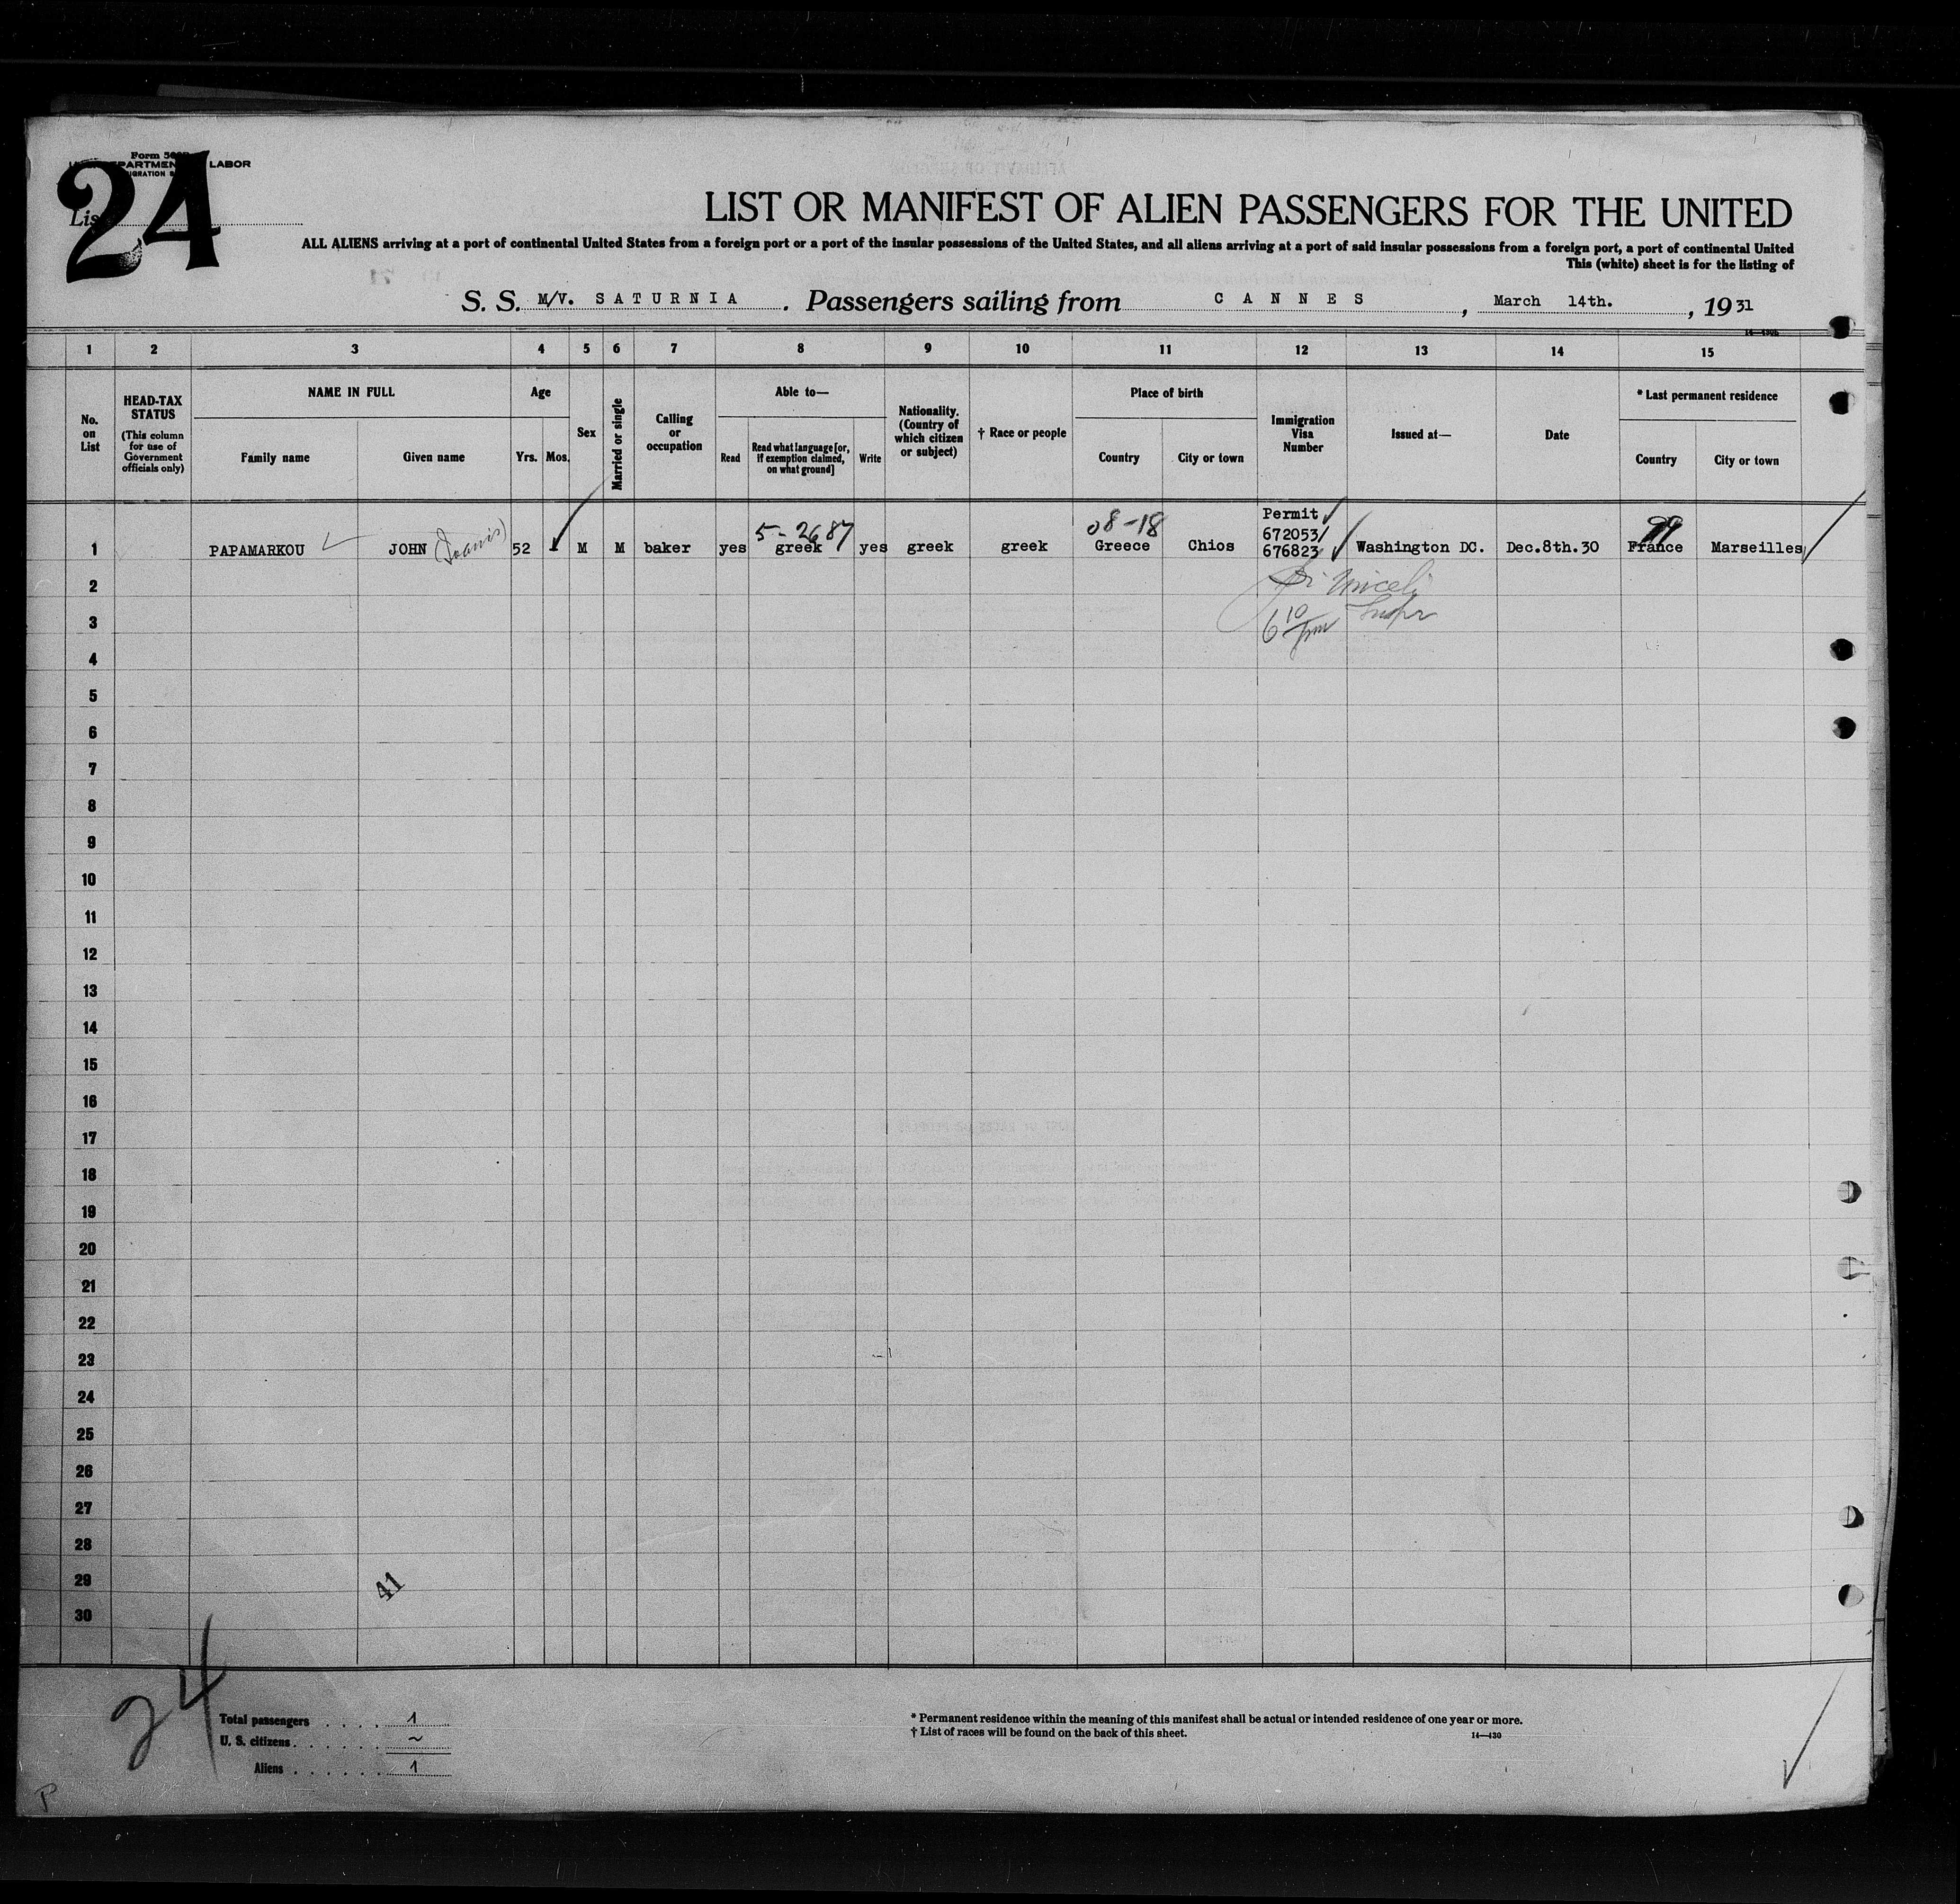 24
Form 500
DEPARTMENT LABOR
LIST OR MANIFEST OF ALIEN PASSENGERS FOR THE UNITED
ALL ALIENS arriving at a port of continental United States from a foreign port or a port of the insular possessions of the United States, and all aliens arriving at a port of said insular possessions from a foreign port, a port of continental United
This (white) sheet is for the listing of
S. S. M/V. SATURNIA. Passengers sailing from CANNES, March 14th., 1931
1 2 3 4 5 6 7 8 9 10 11 12 13 14 15
No. on List
HEAD-TAX STATUS (This column for use of Government officials only)
NAME IN FULL
Family name
Given name
Age
Yrs. Mos.
Sex
Married or single
Calling or occupation
Able to—
Read
Read what language [or, if exemption claimed, on what ground]
Write
Nationality. (Country of which citizen or subject)
† Race or people
Place of birth
Country
City or town
Immigration Visa Number
Issued at—
Date
* Last permanent residence
Country
City or town
5-2687 08-18 99 Permit
672053/
1 PAPAMARKOU JOHN (Joanis) 52 M M baker yes greek yes greek greek Greece Chios 676823 Washington DC. Dec.8th.30 France Marseilles
2
3 6 10/pm Inspr
4
5
6
7
8
9
10
11
12
13
14
15
16
17
18
19
20
21
22
23
24
25
26
27
28
29
30
41
24
Total passengers .... 1
U. S. citizens ...... ~
Aliens ...... 1
* Permanent residence within the meaning of this manifest shall be actual or intended residence of one year or more.
† List of races will be found on the back of this sheet.
14—430
P